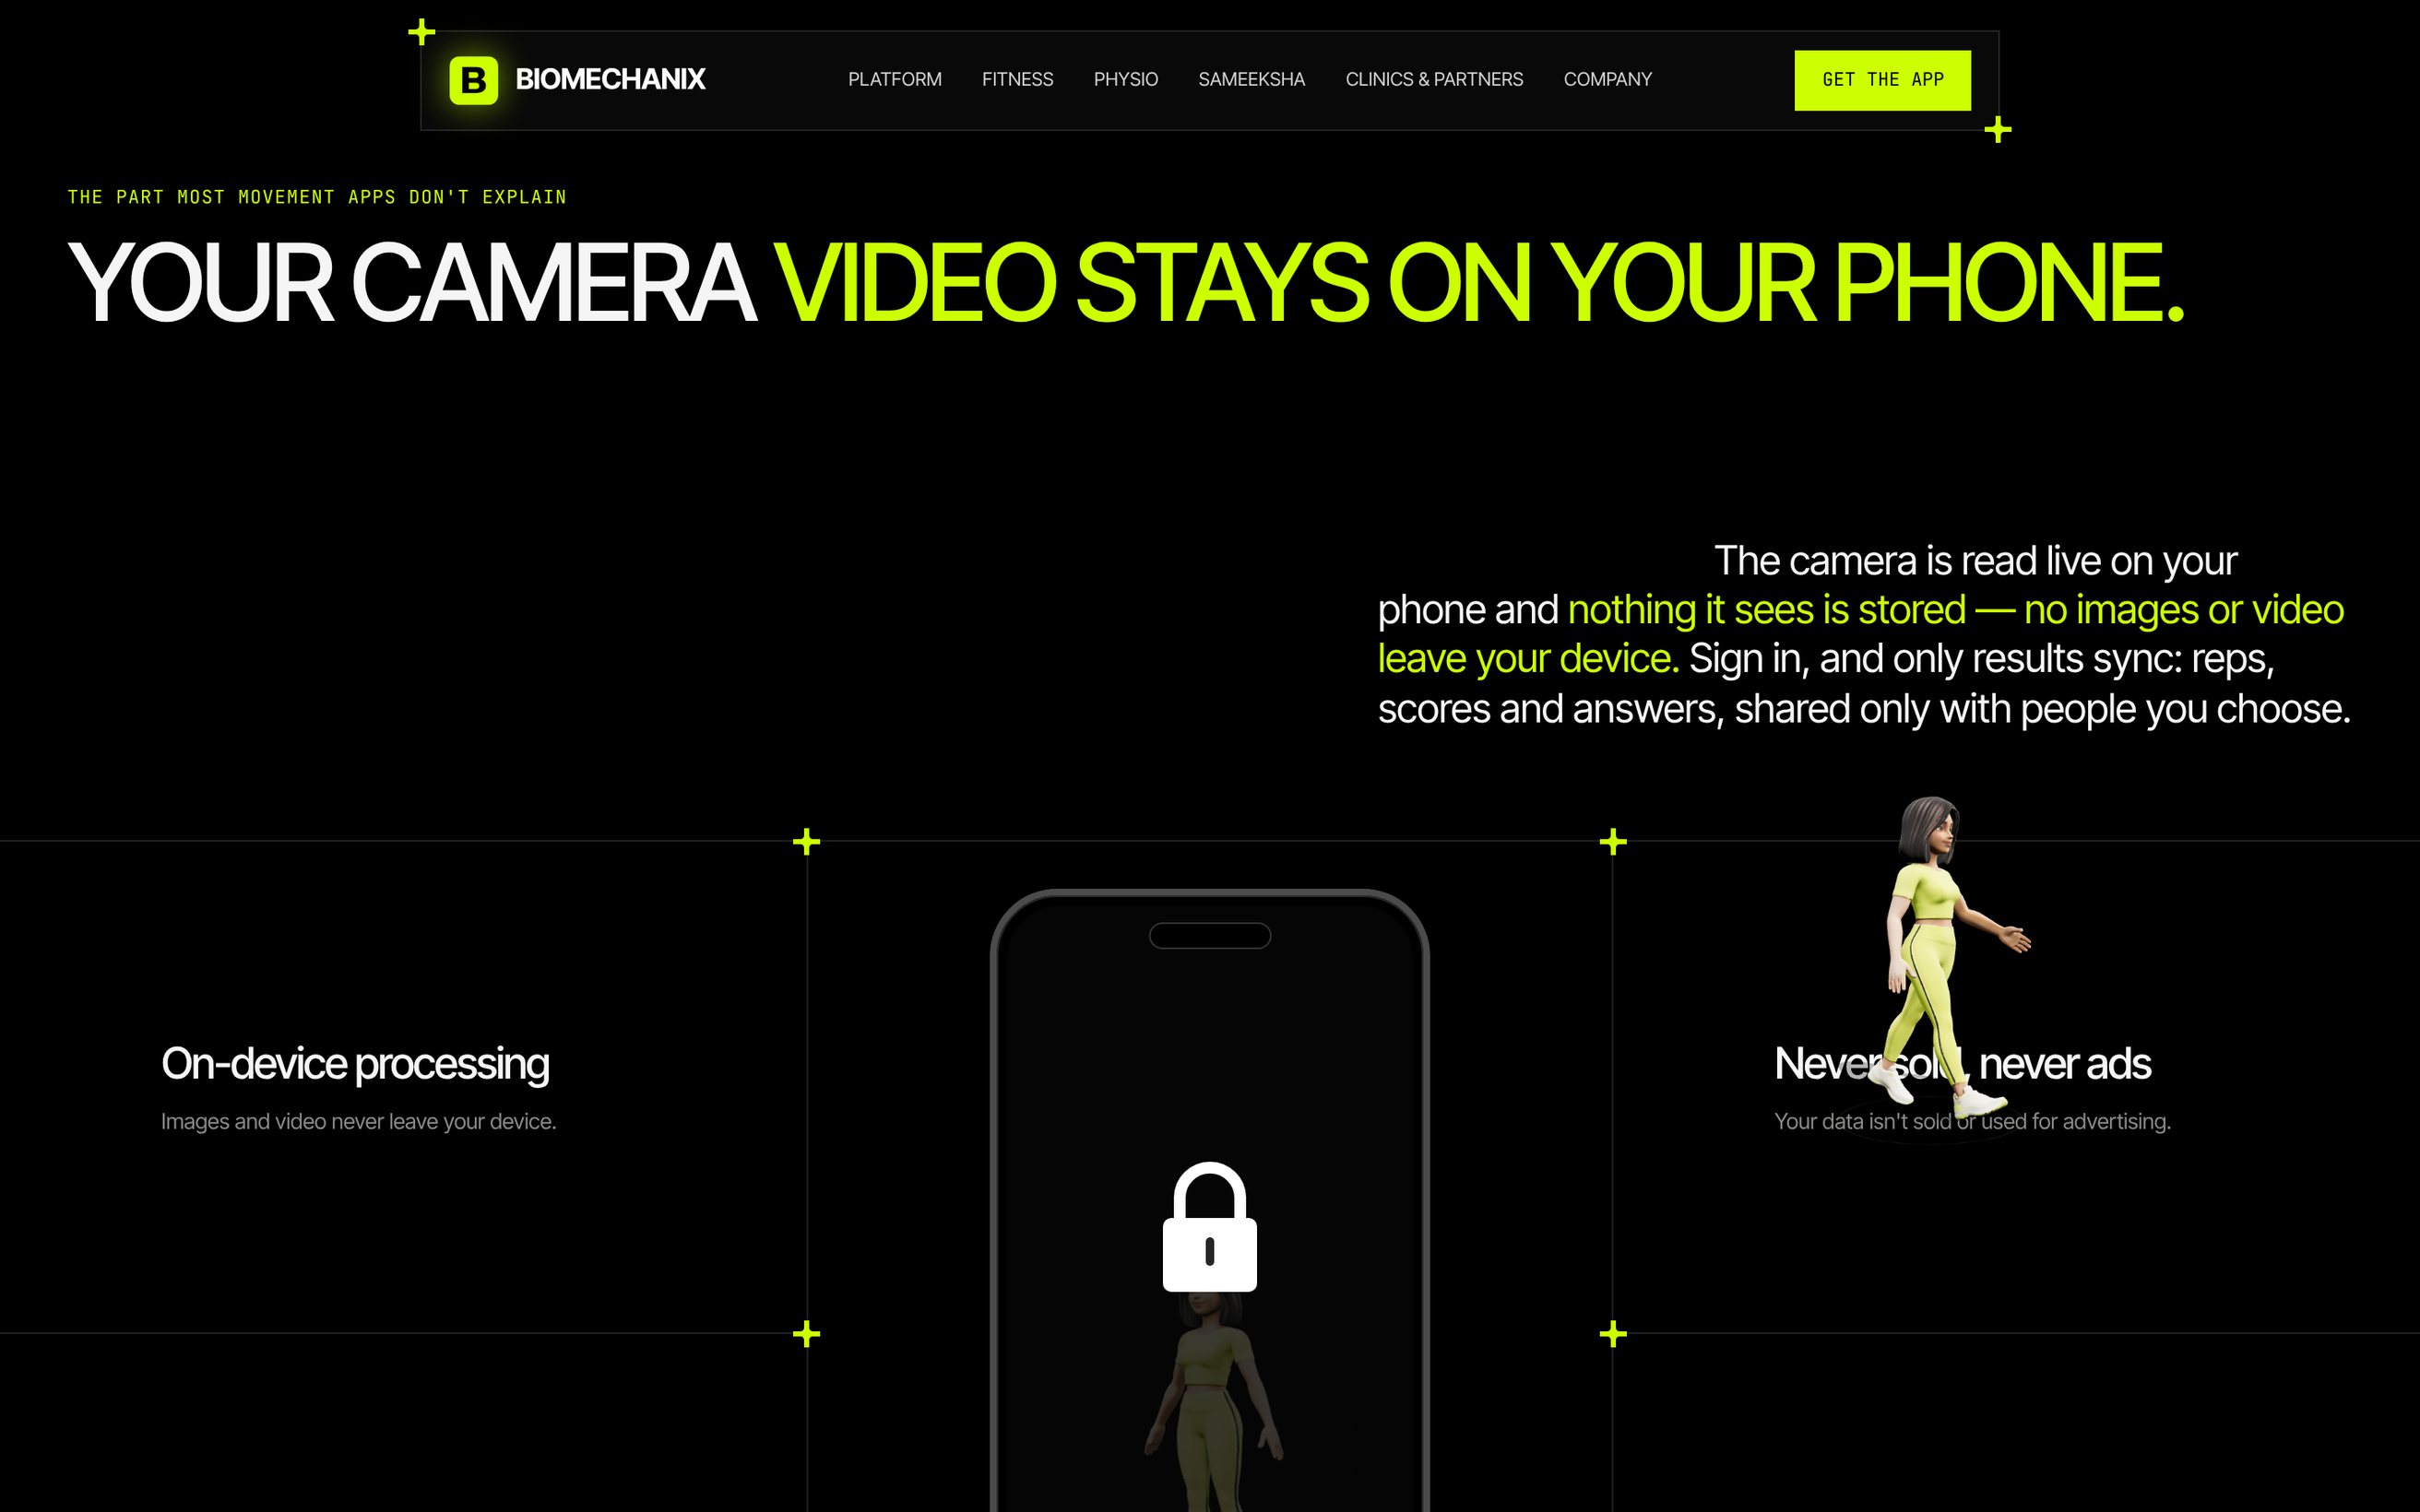 B BIOMECHANIX
PLATFORM FITNESS PHYSIO SAMEEKSHA CLINICS & PARTNERS COMPANY
GET THE APP
THE PART MOST MOVEMENT APPS DON'T EXPLAIN
YOUR CAMERA VIDEO STAYS ON YOUR PHONE.
The camera is read live on your
phone and nothing it sees is stored — no images or video
leave your device. Sign in, and only results sync: reps,
scores and answers, shared only with people you choose.
On-device processing
Images and video never leave your device.
Never sold, never ads
Your data isn't sold or used for advertising.